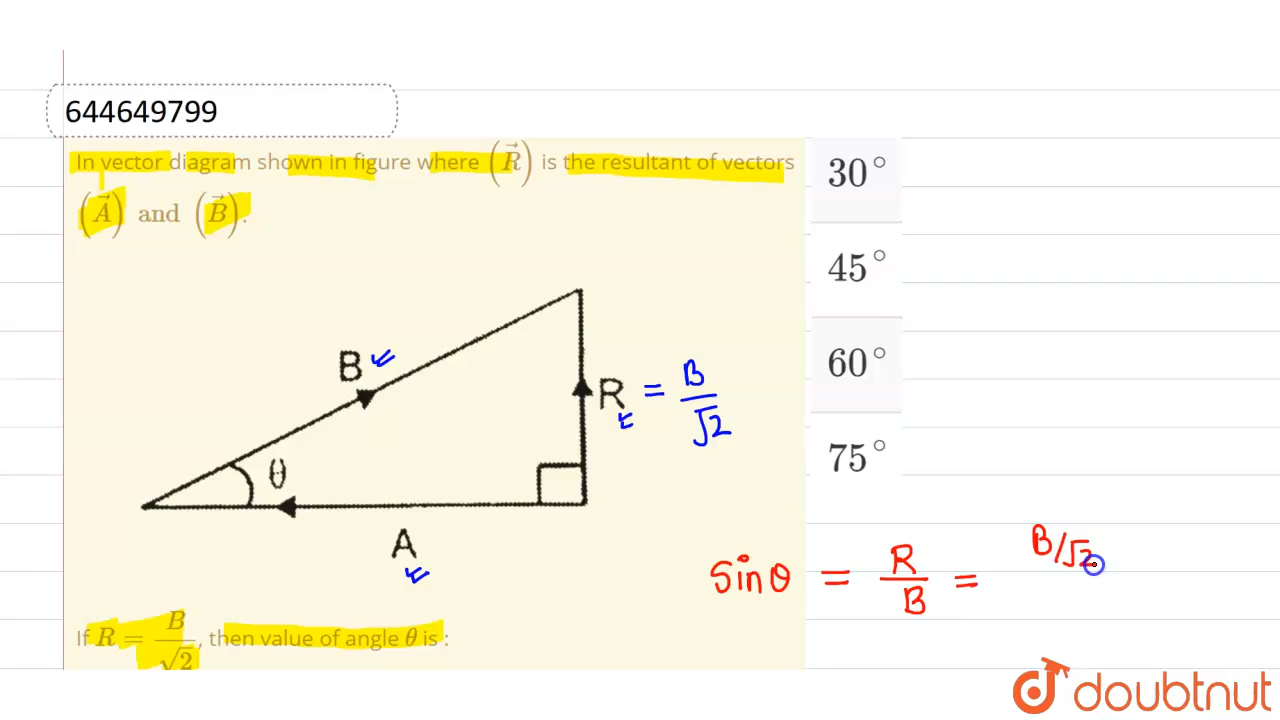 644649799
In vector diagram shown in figure where (R⃗) is the resultant of vectors
(A⃗) and (B⃗).
30°
45°
60°
75°
B
R = B/√2
θ
A
sinθ = R/B = B/√2
If R = B/√2, then value of angle θ is :
doubtnut